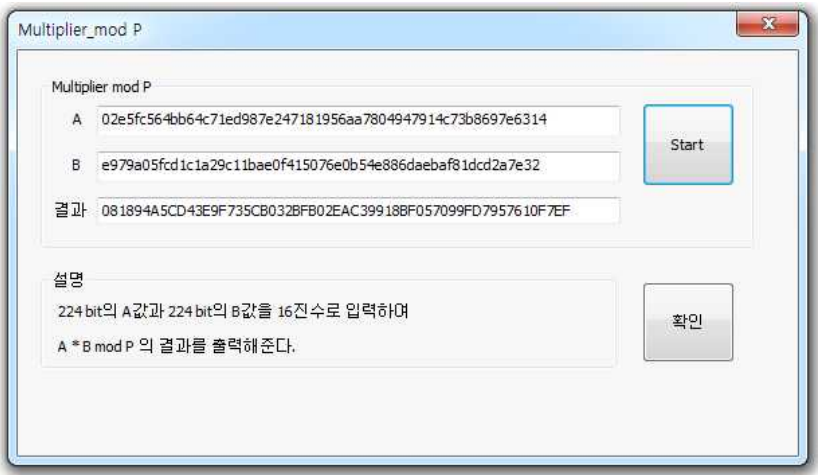 Multiplier_mod P
Multiplier mod P
A 02e5fc564bb64c71ed987e247181956aa7804947914c73b8697e6314
B e979a05fcd1c1a29c11bae0f415076e0b54e886daebaf81dcd2a7e32
Start
결과 081894A5CD43E9F735CB032BFB02EAC39918BF057099FD7957610F7EF
설명
224 bit의 A값과 224 bit의 B값을 16진수로 입력하며
A * B mod P 의 결과를 출력해준다.
확인